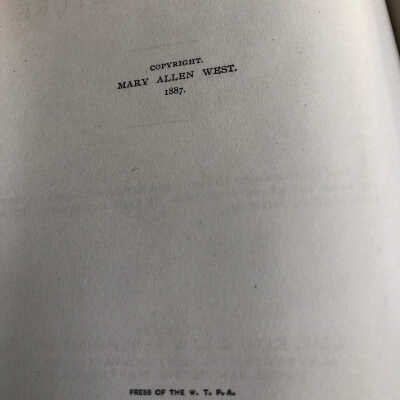 COPYRIGHT.
MARY ALLEN WEST.
1887.
PRESS OF THE W. T. P. A.